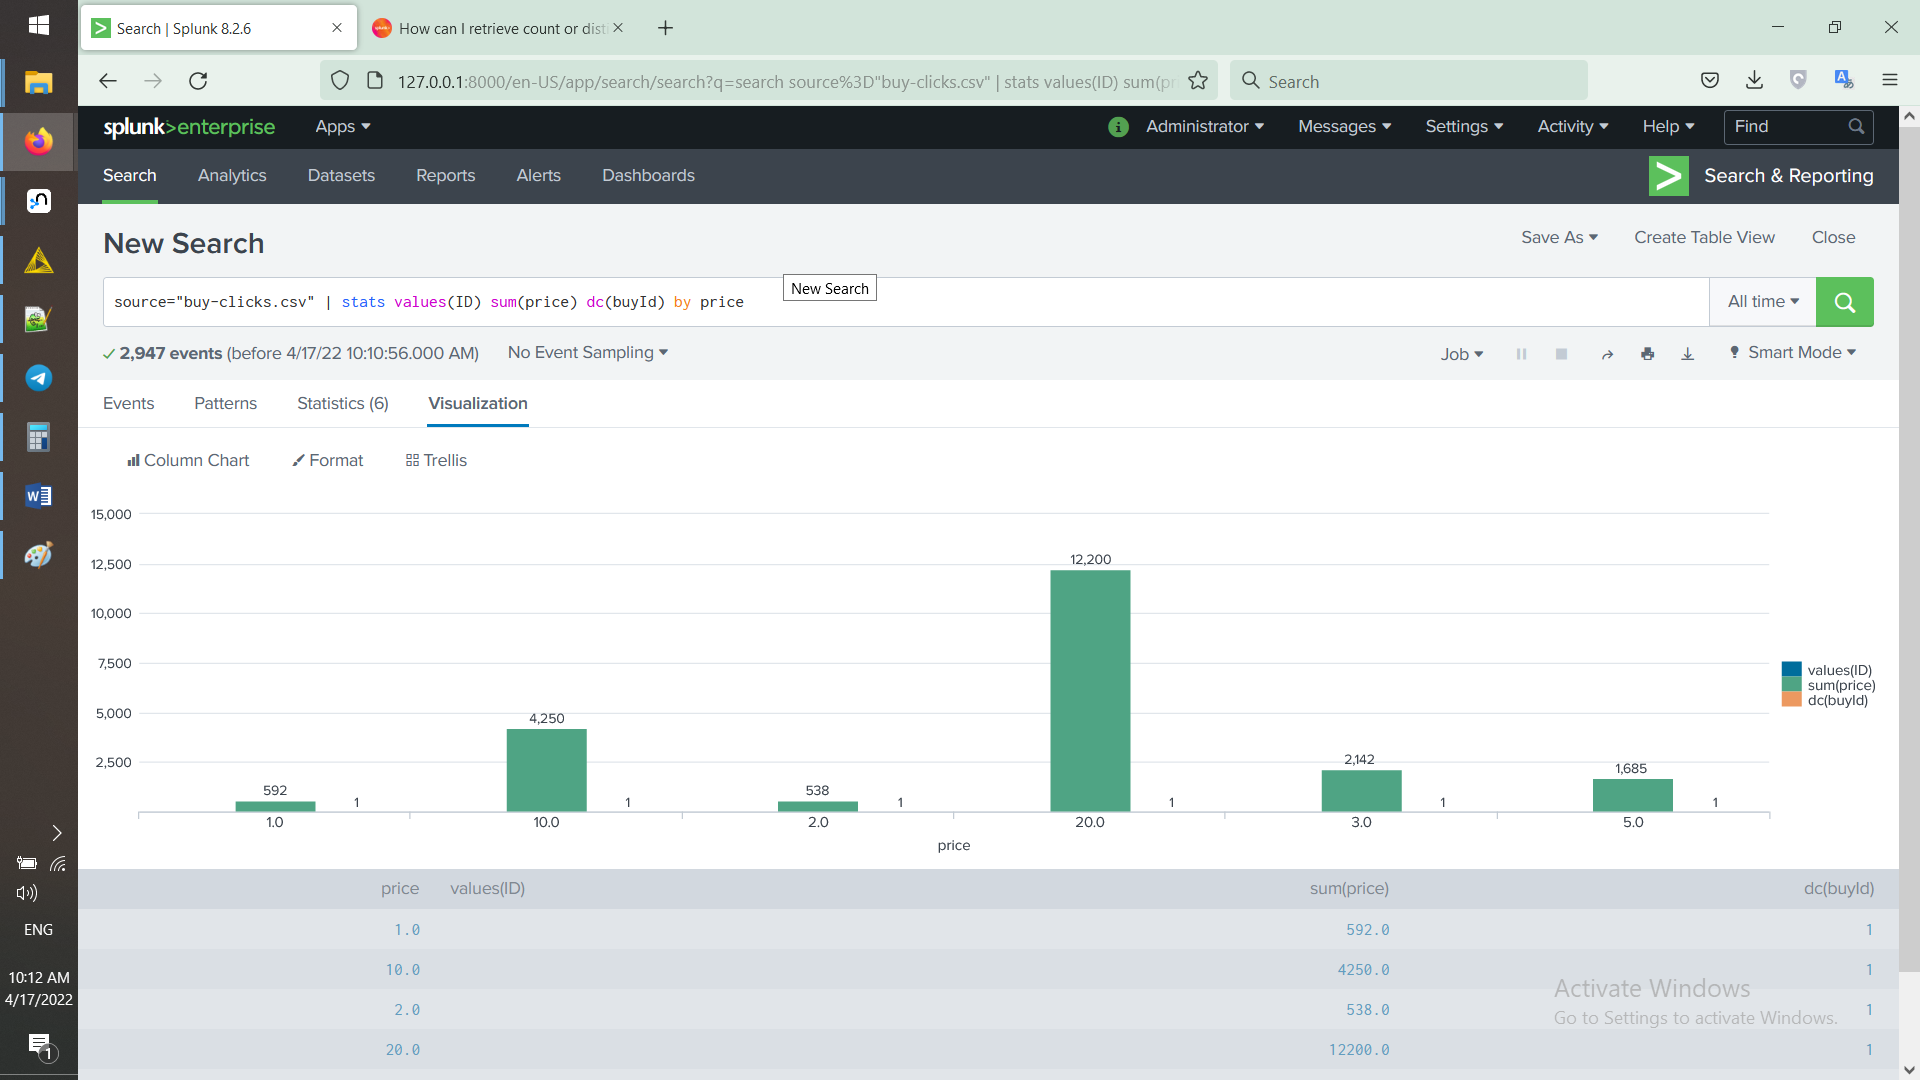 Search | Splunk 8.2.6
How can I retrieve count or dist
127.0.0.1:8000/en-US/app/search/search?q=search source%3D"buy-clicks.csv" | stats values(ID) sum(pr
Search
splunk>enterprise
Apps
Administrator
Messages
Settings
Activity
Help
Find
Search
Analytics
Datasets
Reports
Alerts
Dashboards
Search & Reporting
New Search
Save As
Create Table View
Close
source="buy-clicks.csv" | stats values(ID) sum(price) dc(buyId) by price
New Search
All time
2,947 events (before 4/17/22 10:10:56.000 AM)
No Event Sampling
Job
Smart Mode
Events
Patterns
Statistics (6)
Visualization
Column Chart
Format
Trellis
15,000
12,500
10,000
7,500
5,000
2,500
592
1
4,250
1
538
1
12,200
1
2,142
1
1,685
1
1.0
10.0
2.0
20.0
3.0
5.0
price
values(ID)
sum(price)
dc(buyId)
price values(ID) sum(price) dc(buyId)
1.0 592.0 1
10.0 4250.0 1
2.0 538.0 1
20.0 12200.0 1
Activate Windows
Go to Settings to activate Windows.
ENG
10:12 AM
4/17/2022
1